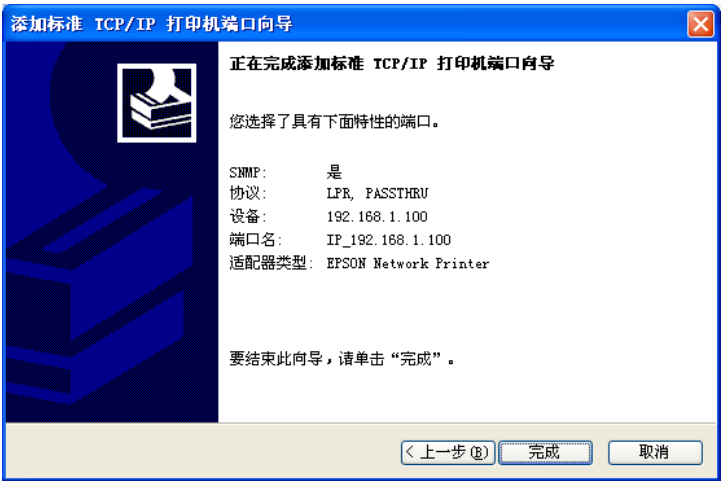 添加标准 TCP/IP 打印机端口向导
正在完成添加标准 TCP/IP 打印机端口向导
您选择了具有下面特性的端口。
SNMP: 是
协议: LPR, PASSTHRU
设备: 192.168.1.100
端口名: IP_192.168.1.100
适配器类型: EPSON Network Printer
要结束此向导，请单击“完成”。
< 上一步(B) 完成 取消